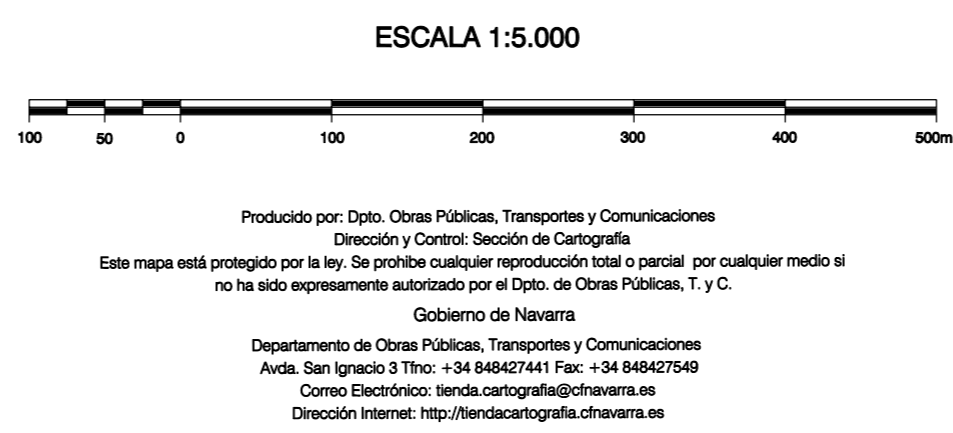 ESCALA 1:5.000
100 50 0 100 200 300 400 500m
Producido por: Dpto. Obras Públicas, Transportes y Comunicaciones
Dirección y Control: Sección de Cartografía
Este mapa está protegido por la ley. Se prohibe cualquier reproducción total o parcial por cualquier medio si
no ha sido expresamente autorizado por el Dpto. de Obras Públicas, T. y C.
Gobierno de Navarra
Departamento de Obras Públicas, Transportes y Comunicaciones
Avda. San Ignacio 3 Tfno: +34 848427441 Fax: +34 848427549
Correo Electrónico: tienda.cartografia@cfnavarra.es
Dirección Internet: http://tiendacartografia.cfnavarra.es